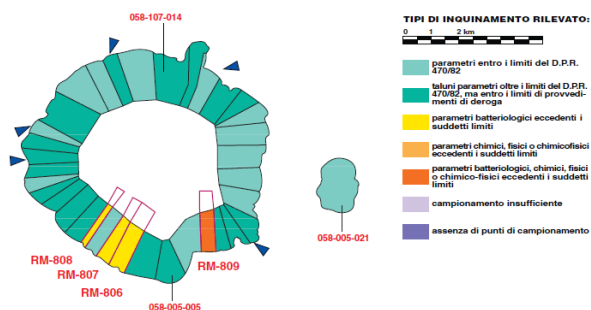 058-107-014
TIPI DI INQUINAMENTO RILEVATO:
0 1 2 km
parametri entro i limiti del D.P.R.
470/82
taluni parametri oltre i limiti del D.P.R.
470/82, ma entro i limiti di provvedi-
menti di deroga
parametri batteriologici eccedenti i
suddetti limiti
parametri chimici, fisici o chimicofisici
eccedenti i suddetti limiti
parametri batteriologici, chimici, fisici
o chimico-fisici eccedenti i suddetti
limiti
campionamento insufficiente
assenza di punti di campionamento
058-005-021
RM-808
RM-807
RM-806
RM-809
058-005-005